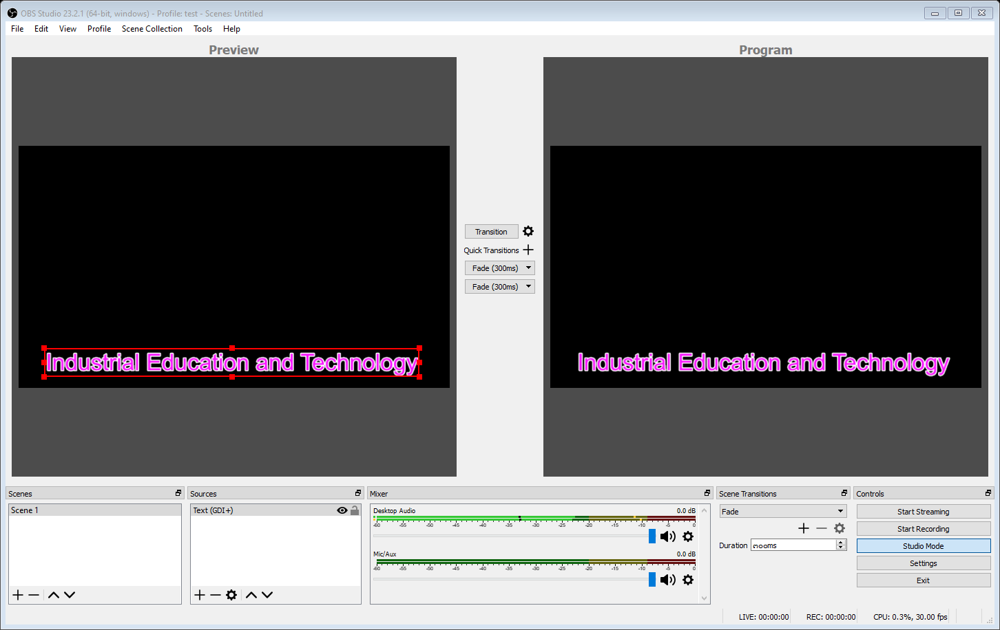 OBS Studio 23.2.1 (64-bit, windows) - Profile: test - Scenes: Untitled
File Edit View Profile Scene Collection Tools Help
Preview
Program
Industrial Education and Technology
Industrial Education and Technology
Transition
Quick Transitions
Fade (300ms)
Fade (300ms)
Scenes
Scene 1
Sources
Text (GDI+)
Mixer
Desktop Audio 0.0 dB
-60 -55 -50 -45 -40 -35 -30 -25 -20 -15 -10 -5 0
Mic/Aux 0.0 dB
-60 -55 -50 -45 -40 -35 -30 -25 -20 -15 -10 -5 0
Scene Transitions
Fade
Duration ๓๐๐ms
Controls
Start Streaming
Start Recording
Studio Mode
Settings
Exit
LIVE: 00:00:00 REC: 00:00:00 CPU: 0.3%, 30.00 fps